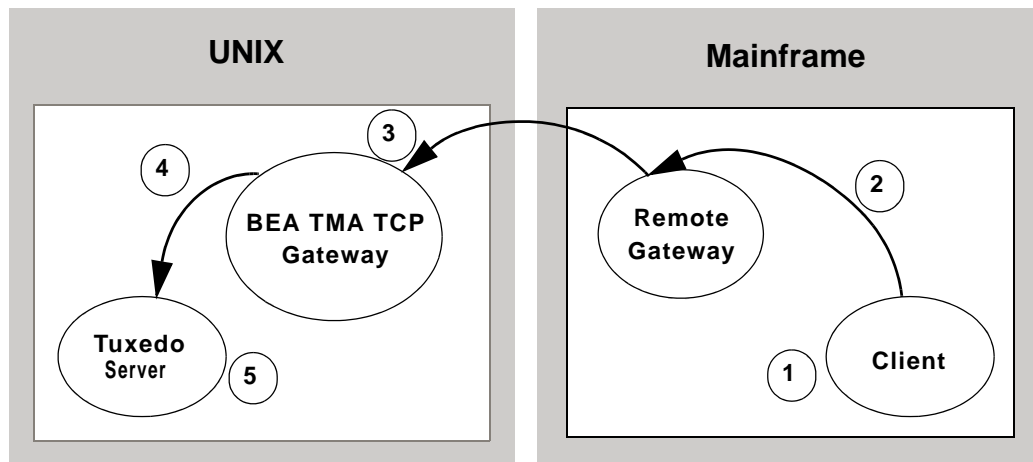 UNIX
3
4
BEA TMA TCP
Gateway
Tuxedo
Server
5
Mainframe
2
Remote
Gateway
1
Client